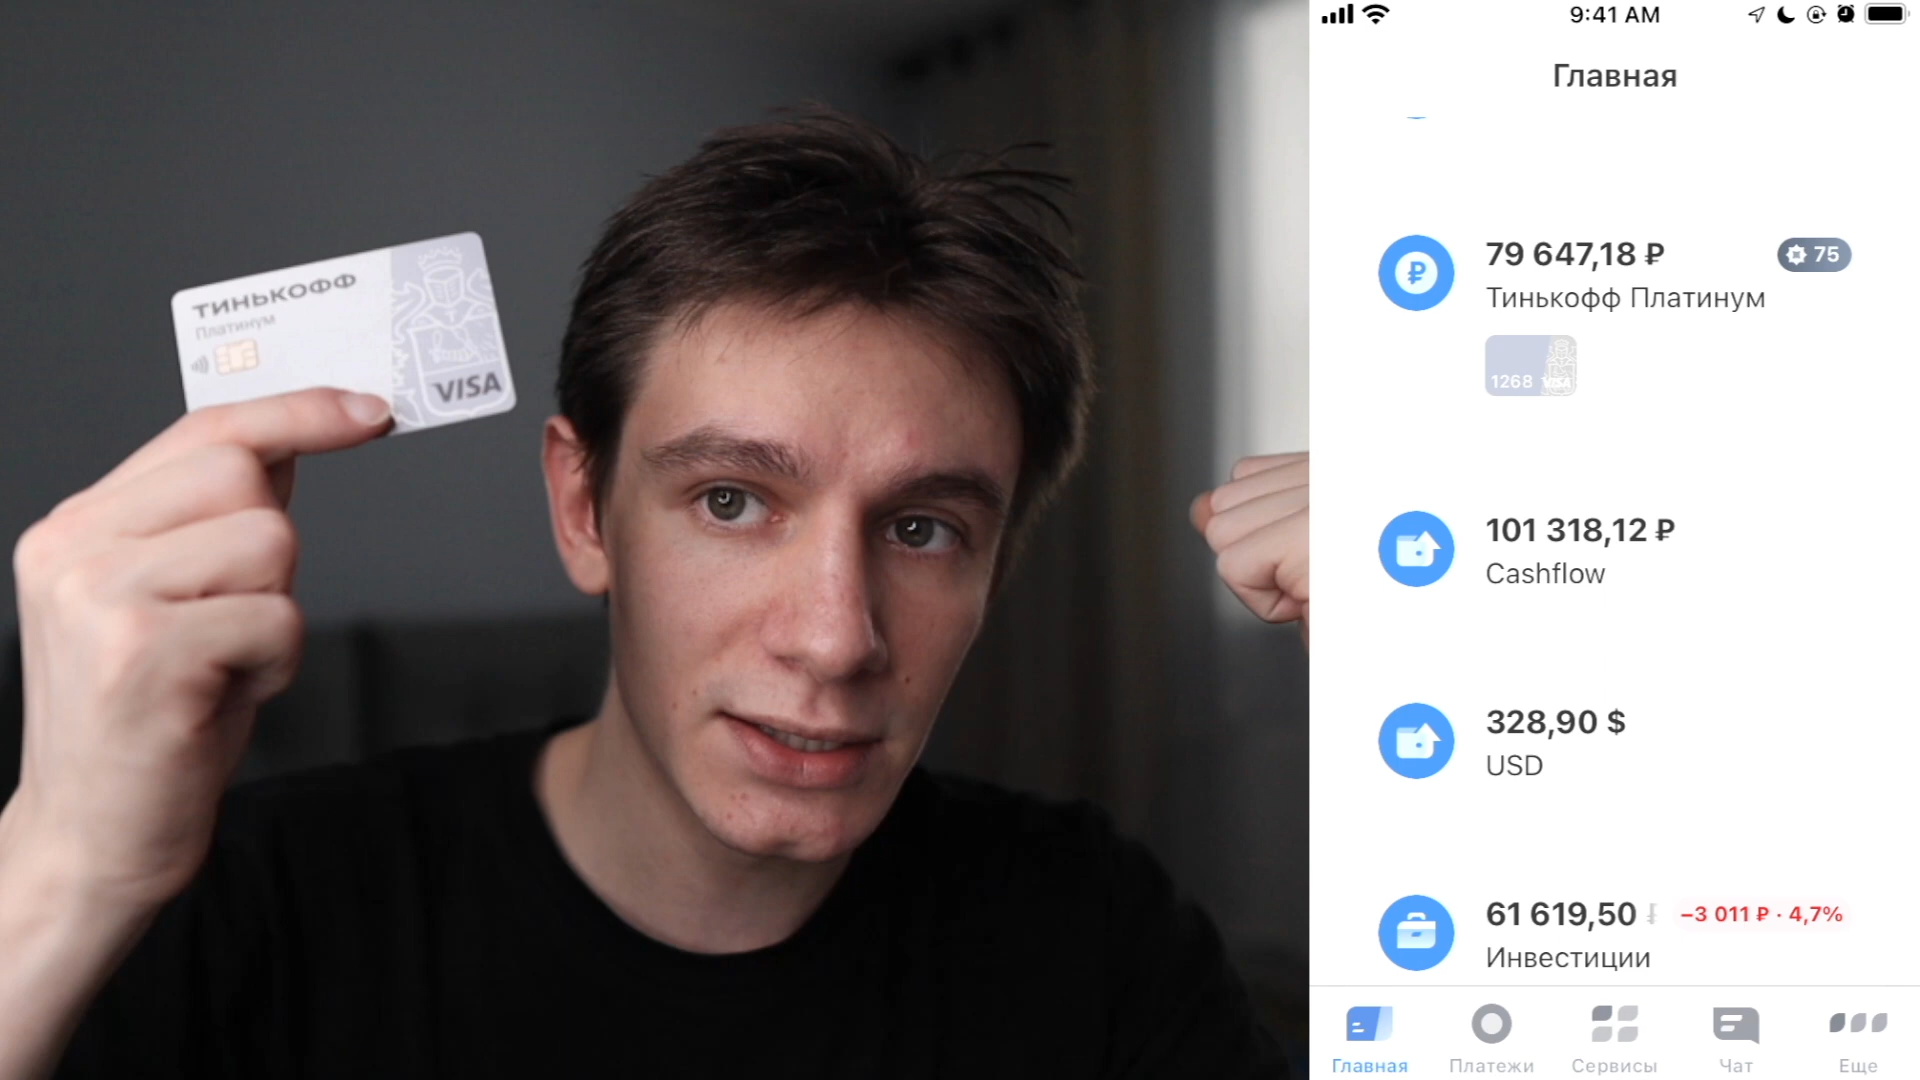 ТИНЬКОФФ
Платинум
VISA
9:41 AM
Главная
79 647,18 ₽
75
Тинькофф Платинум
1268 VISA
101 318,12 ₽
Cashflow
328,90 $
USD
61 619,50 ₽
−3 011 ₽ · 4,7%
Инвестиции
Главная
Платежи
Сервисы
Чат
Еще